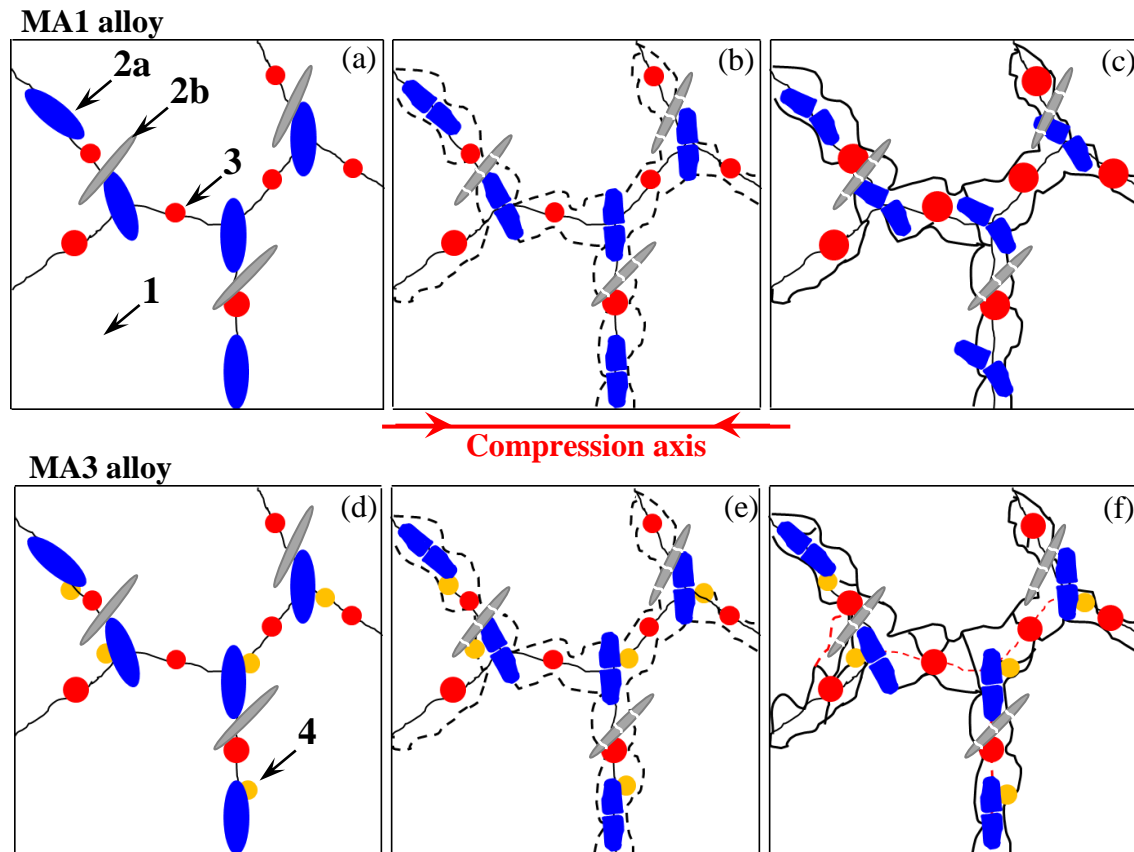 MA1 alloy
(a)
(b)
(c)
2a
2b
3
1
Compression axis
MA3 alloy
(d)
(e)
(f)
4